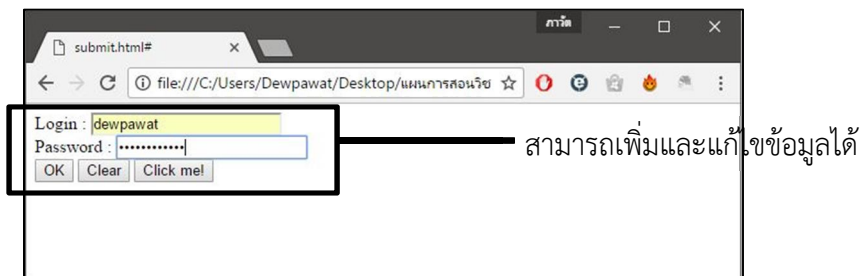 ภาวัต
submit.html#
file:///C:/Users/Dewpawat/Desktop/แผนการสอนวิช
Login : dewpawat
Password : ••••••••••••
OK Clear Click me!
สามารถเพิ่มและแก้ไขข้อมูลได้